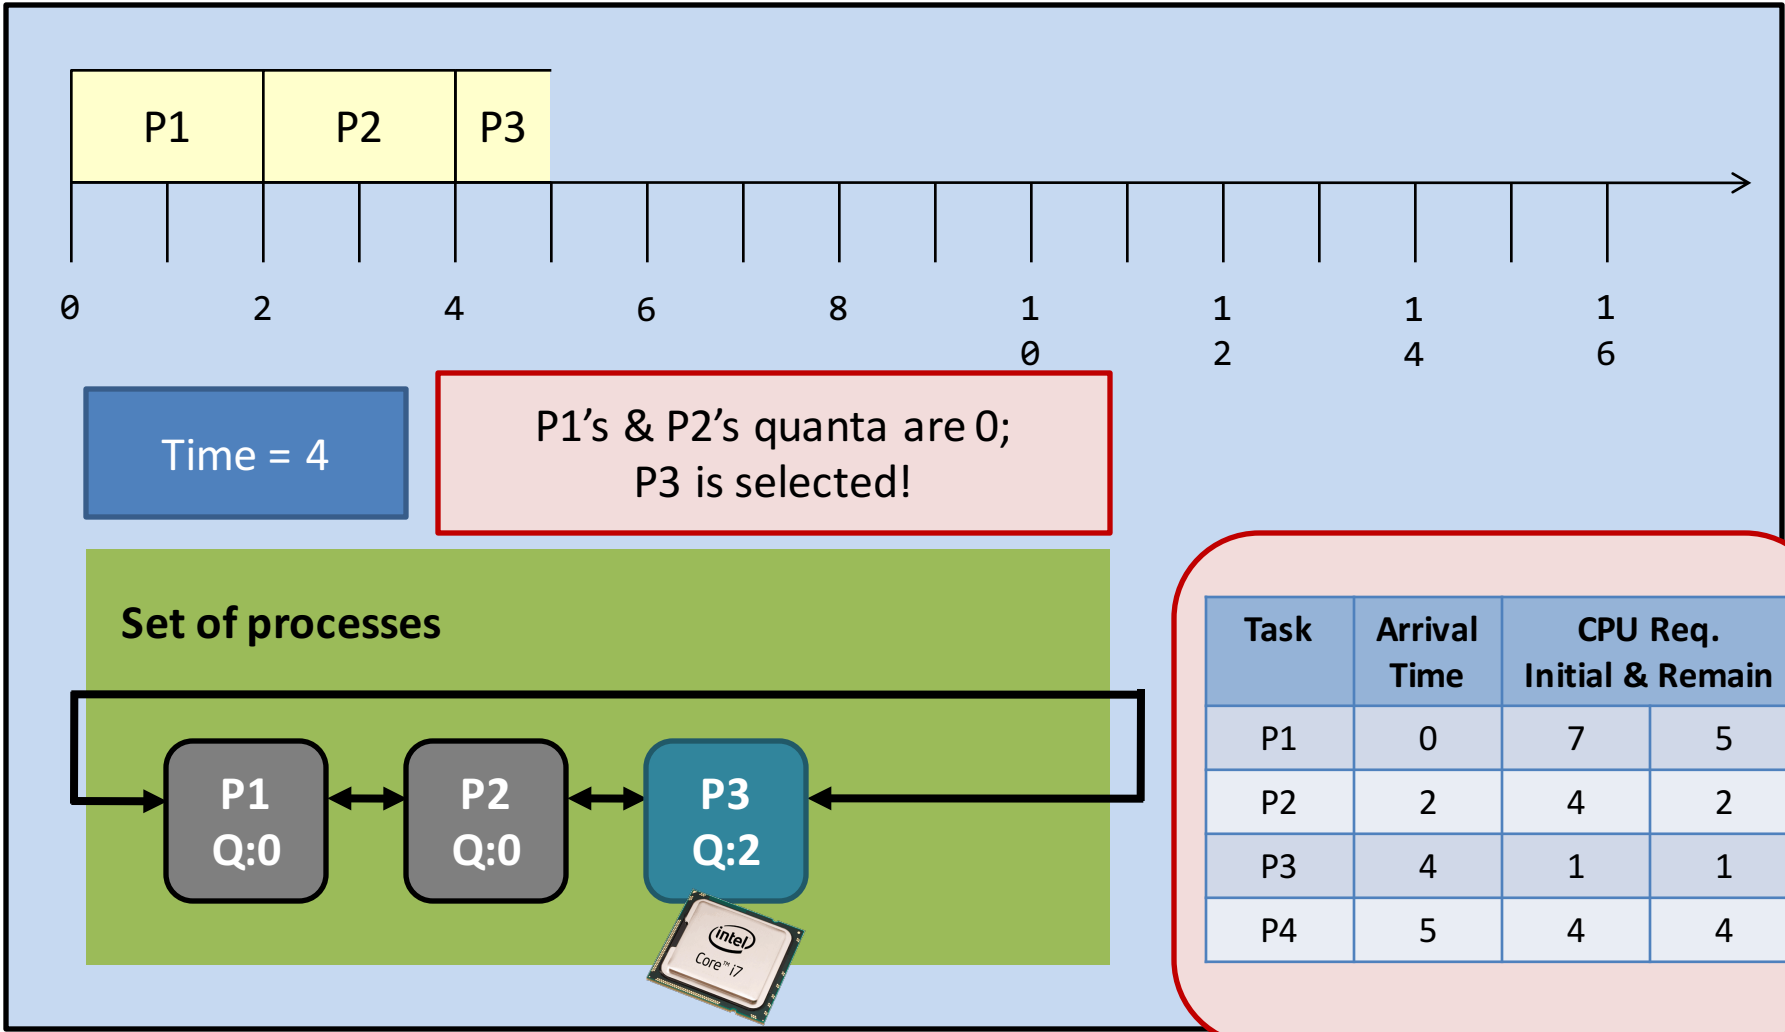 P1 P2 P3
0 2 4 6 8 1 1 1 1
0 2 4 6
Time = 4
P1's & P2's quanta are 0;
P3 is selected!
Set of processes
P1 P2 P3
Q:0 Q:0 Q:2
intel
Core™ i7
Task Arrival CPU Req.
Time Initial & Remain
P1 0 7 5
P2 2 4 2
P3 4 1 1
P4 5 4 4